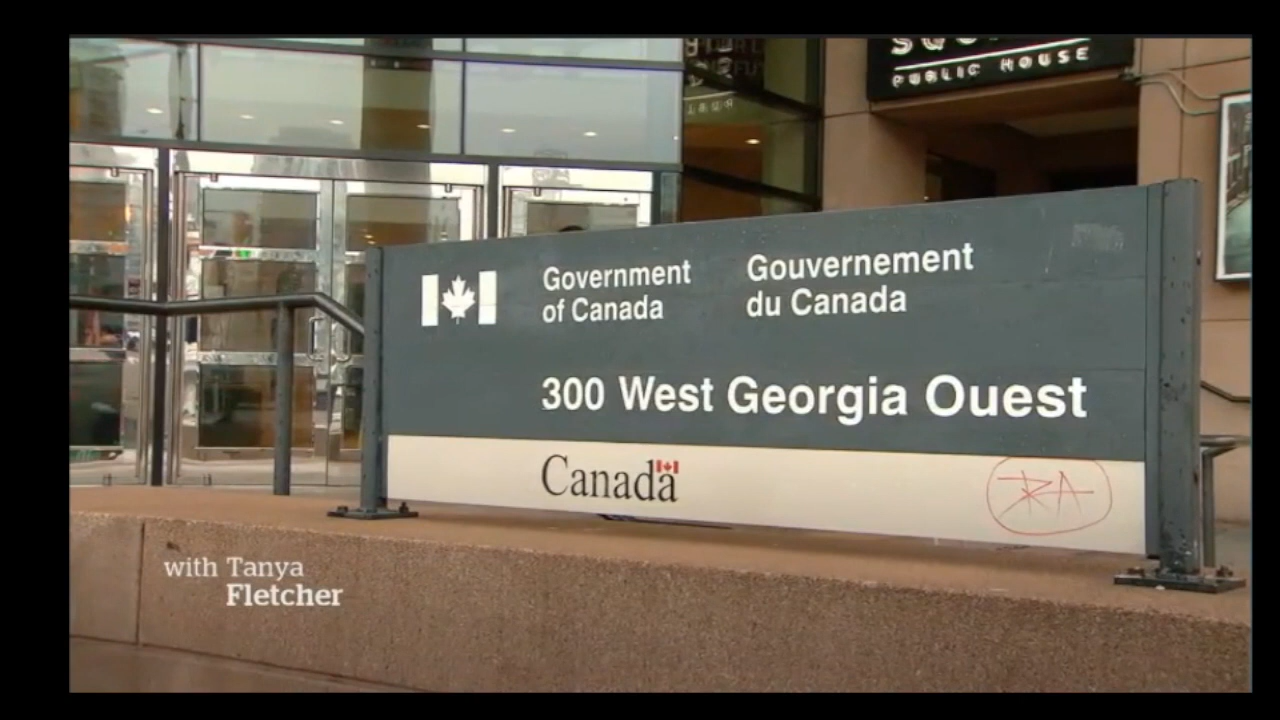 PUBLIC HOUSE
Government
of Canada
Gouvernement
du Canada
300 West Georgia Ouest
Canada
with Tanya
Fletcher